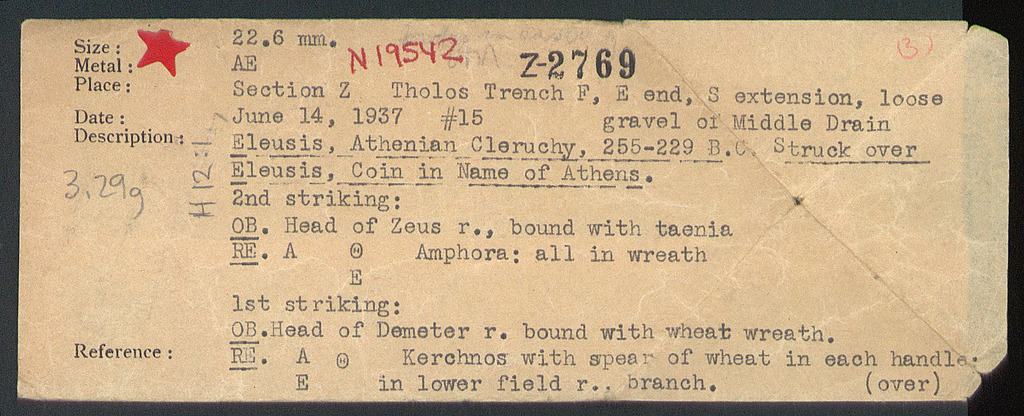 Size: 22.6 mm. N19542 Z-2769 (3)
Metal: AE
Place: Section Z Tholos Trench F, E end, S extension, loose
Date: June 14, 1937 #15 gravel of Middle Drain
Description: Eleusis, Athenian Cleruchy, 255-229 B.C. Struck over
Eleusis, Coin in Name of Athens.
3.29g
2nd striking:
OB. Head of Zeus r., bound with taenia
RE. A Θ Amphora: all in wreath
E
1st striking:
OB.Head of Demeter r. bound with wheat wreath.
Reference: RE. A Θ Kerchnos with spear of wheat in each handle:
E in lower field r.. branch. (over)